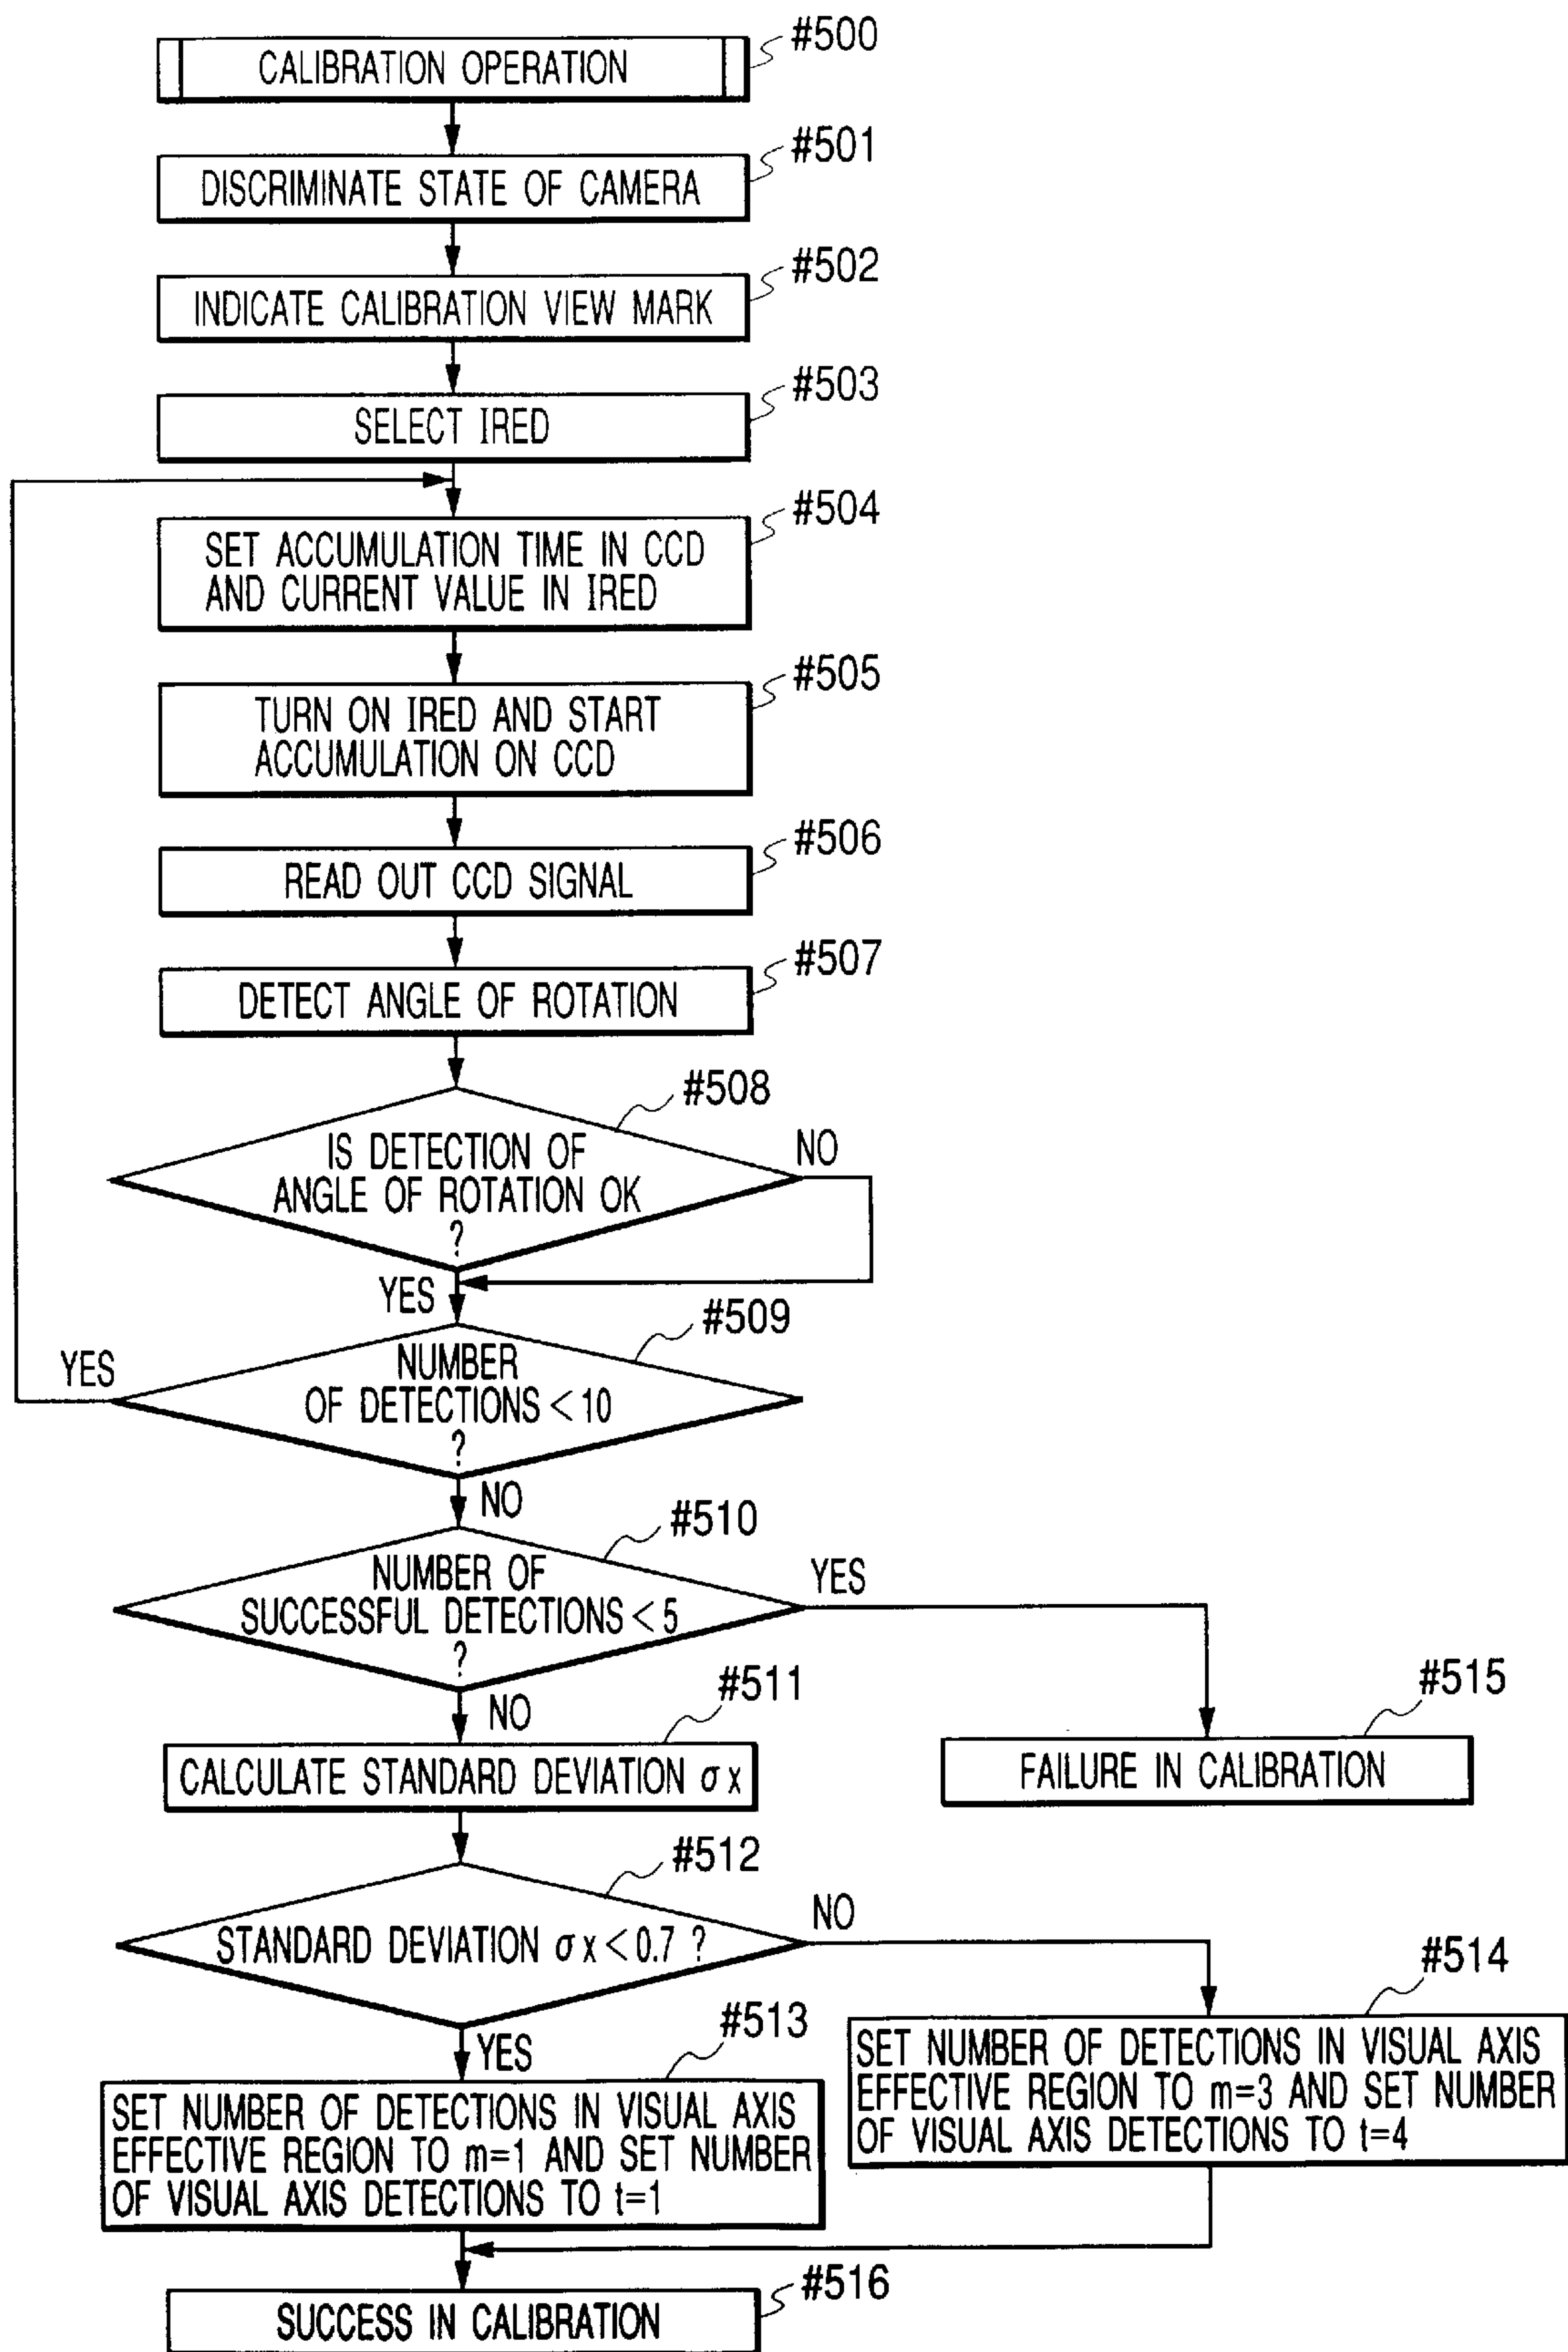 #500
CALIBRATION OPERATION
#501
DISCRIMINATE STATE OF CAMERA
#502
INDICATE CALIBRATION VIEW MARK
#503
SELECT IRED
#504
SET ACCUMULATION TIME IN CCD
AND CURRENT VALUE IN IRED
#505
TURN ON IRED AND START
ACCUMULATION ON CCD
#506
READ OUT CCD SIGNAL
#507
DETECT ANGLE OF ROTATION
#508
IS DETECTION OF
ANGLE OF ROTATION OK
?
NO
YES
#509
NUMBER
OF DETECTIONS < 10
?
YES
NO
#510
NUMBER OF
SUCCESSFUL DETECTIONS < 5
?
YES
NO
#511
CALCULATE STANDARD DEVIATION σx
#515
FAILURE IN CALIBRATION
#512
STANDARD DEVIATION σx < 0.7 ?
NO
YES
#513
SET NUMBER OF DETECTIONS IN VISUAL AXIS
EFFECTIVE REGION TO m=1 AND SET NUMBER
OF VISUAL AXIS DETECTIONS TO t=1
#514
SET NUMBER OF DETECTIONS IN VISUAL AXIS
EFFECTIVE REGION TO m=3 AND SET NUMBER
OF VISUAL AXIS DETECTIONS TO t=4
#516
SUCCESS IN CALIBRATION